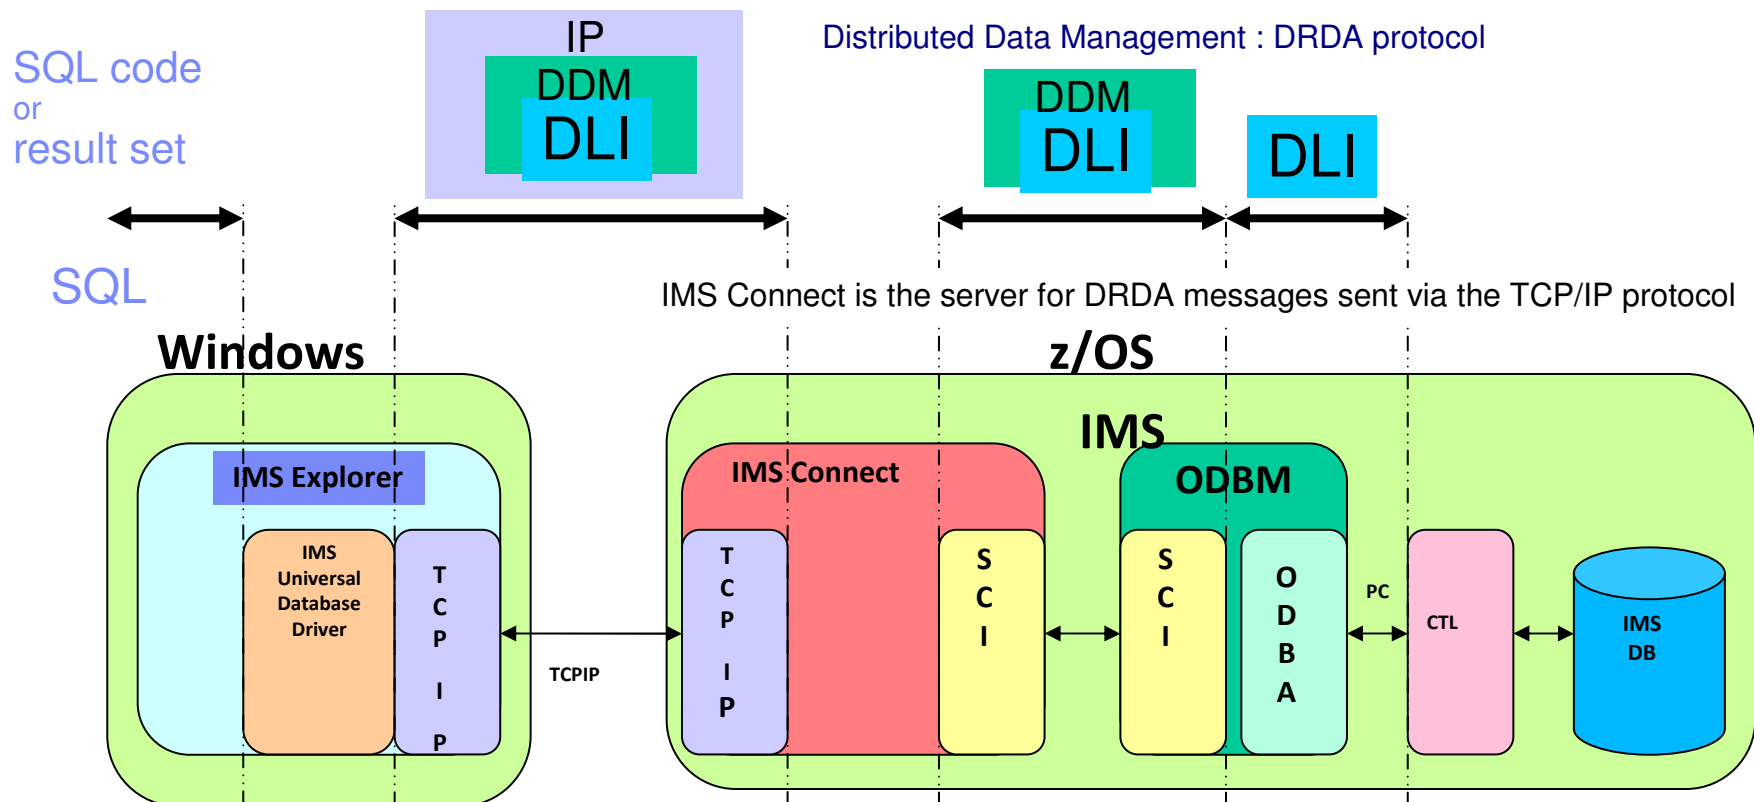 SQL code
or
result set
IP
DDM
DLI
Distributed Data Management : DRDA protocol
DDM
DLI
DLI
SQL
IMS Connect is the server for DRDA messages sent via the TCP/IP protocol
Windows
z/OS
IMS
IMS Explorer
IMS Connect
ODBM
IMS
Universal
Database
Driver
T
C
P
I
P
TCPIP
T
C
P
I
P
S
C
I
S
C
I
O
D
B
A
PC
CTL
IMS
DB